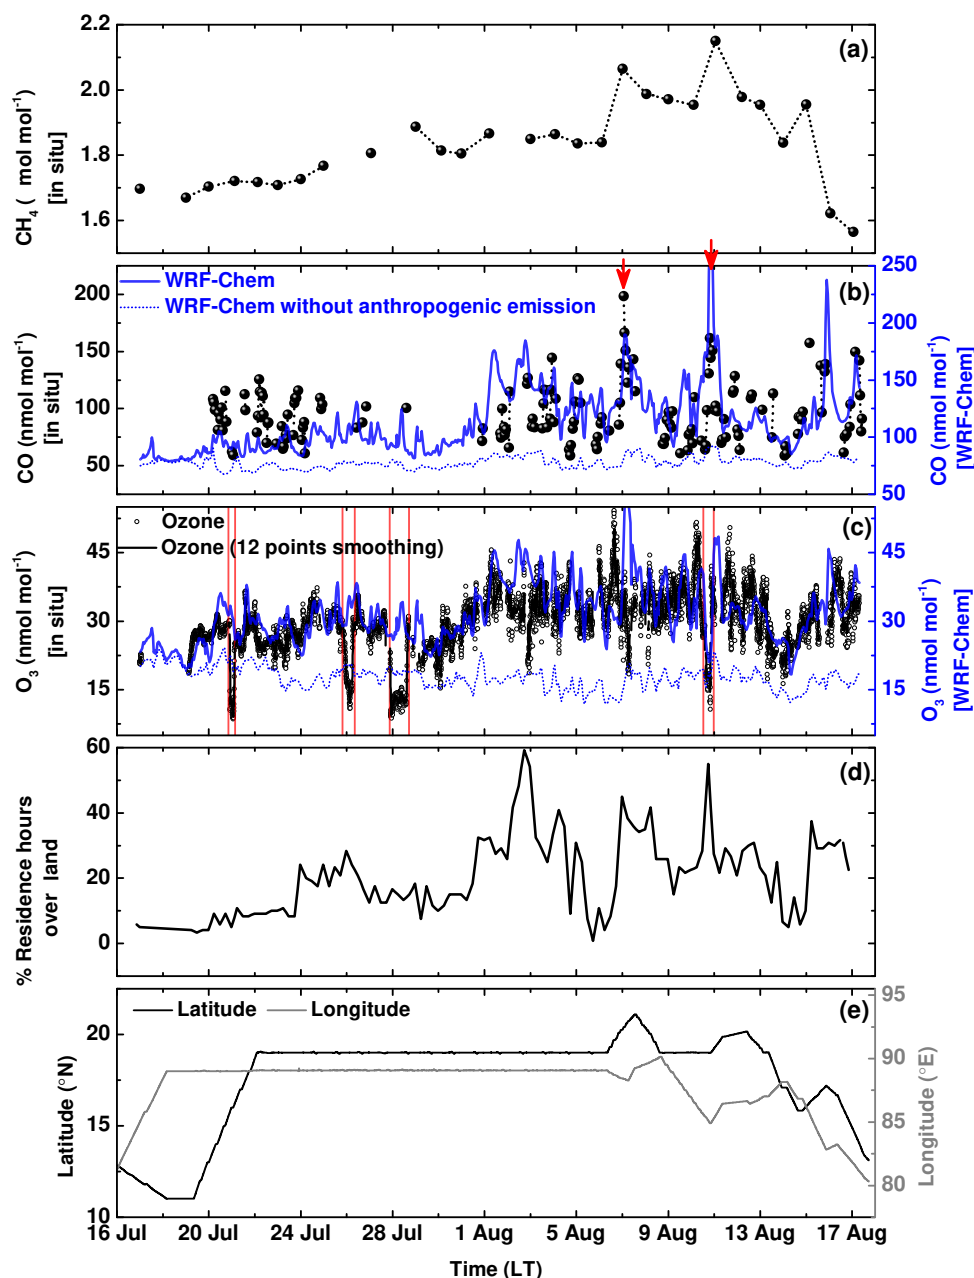 2.2
(a)
2.0
1.8
1.6
CH4 ( mol mol-1)
[in situ]
WRF-Chem
WRF-Chem without anthropogenic emission
(b)
200
150
100
50
CO (nmol mol-1)
[in situ]
250
200
150
100
50
CO (nmol mol-1)
[WRF-Chem]
Ozone
Ozone (12 points smoothing)
(c)
45
30
15
O3 (nmol mol-1)
[in situ]
45
30
15
O3 (nmol mol-1)
[WRF-Chem]
(d)
60
40
20
0
% Residence hours
over land
Latitude
Longitude
(e)
20
15
10
Latitude (°N)
95
90
85
80
Longitude (°E)
16 Jul 20 Jul 24 Jul 28 Jul 1 Aug 5 Aug 9 Aug 13 Aug 17 Aug
Time (LT)